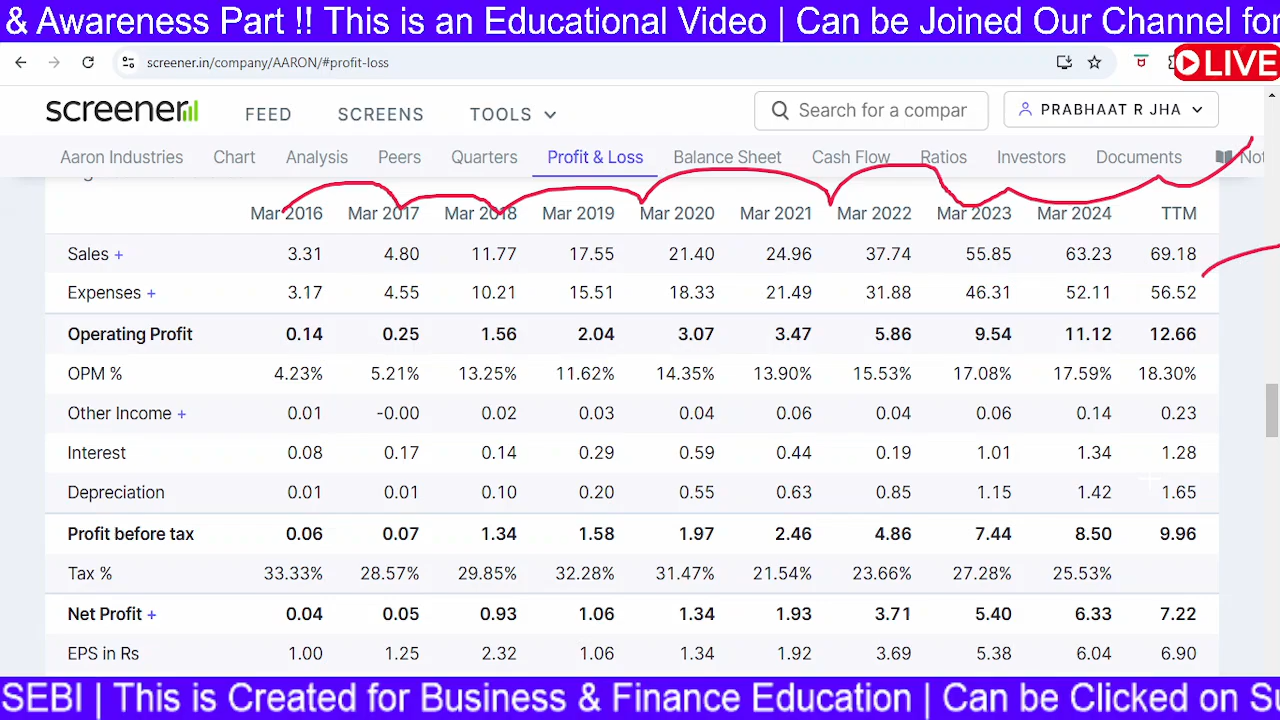 & Awareness Part !! This is an Educational Video | Can be Joined Our Channel for
screener.in/company/AARON/#profit-loss
LIVE
screener FEED SCREENS TOOLS Search for a compar PRABHAAT R JHA
Aaron Industries Chart Analysis Peers Quarters Profit & Loss Balance Sheet Cash Flow Ratios Investors Documents Not
Mar 2016 Mar 2017 Mar 2018 Mar 2019 Mar 2020 Mar 2021 Mar 2022 Mar 2023 Mar 2024 TTM
Sales + 3.31 4.80 11.77 17.55 21.40 24.96 37.74 55.85 63.23 69.18
Expenses + 3.17 4.55 10.21 15.51 18.33 21.49 31.88 46.31 52.11 56.52
Operating Profit 0.14 0.25 1.56 2.04 3.07 3.47 5.86 9.54 11.12 12.66
OPM % 4.23% 5.21% 13.25% 11.62% 14.35% 13.90% 15.53% 17.08% 17.59% 18.30%
Other Income + 0.01 -0.00 0.02 0.03 0.04 0.06 0.04 0.06 0.14 0.23
Interest 0.08 0.17 0.14 0.29 0.59 0.44 0.19 1.01 1.34 1.28
Depreciation 0.01 0.01 0.10 0.20 0.55 0.63 0.85 1.15 1.42 1.65
Profit before tax 0.06 0.07 1.34 1.58 1.97 2.46 4.86 7.44 8.50 9.96
Tax % 33.33% 28.57% 29.85% 32.28% 31.47% 21.54% 23.66% 27.28% 25.53%
Net Profit + 0.04 0.05 0.93 1.06 1.34 1.93 3.71 5.40 6.33 7.22
EPS in Rs 1.00 1.25 2.32 1.06 1.34 1.92 3.69 5.38 6.04 6.90
SEBI | This is Created for Business & Finance Education | Can be Clicked on Su